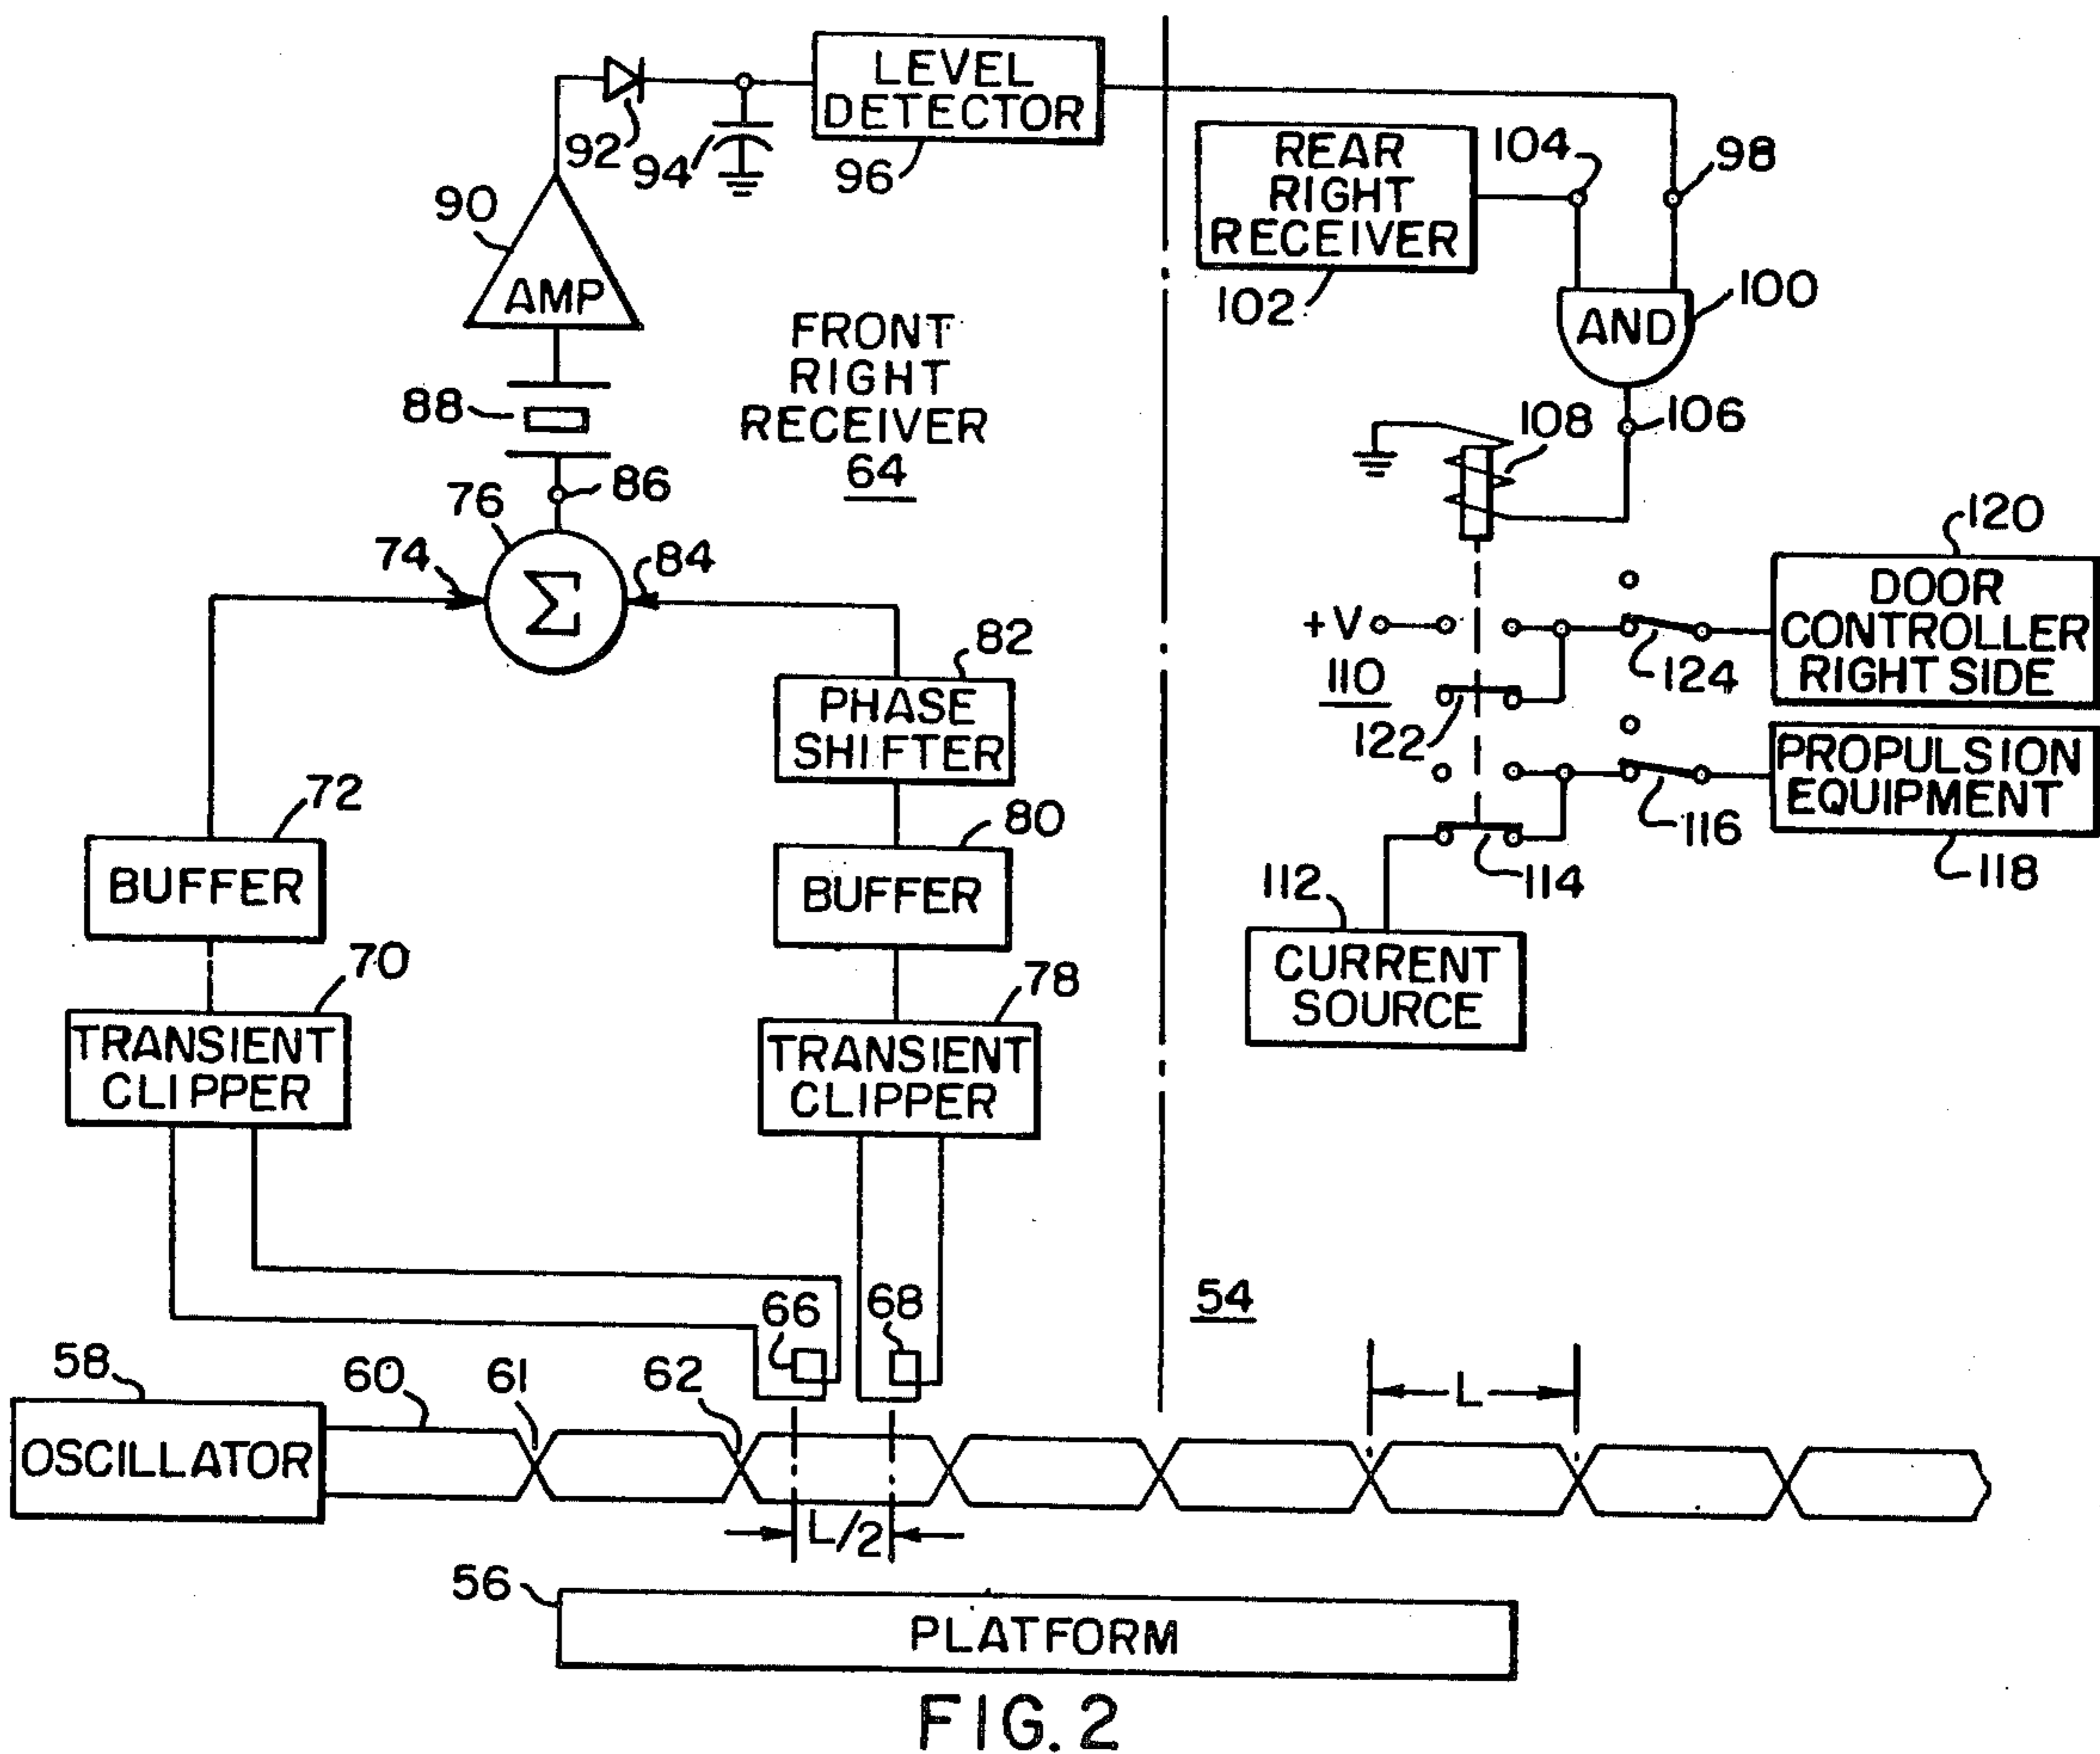 LEVEL
DETECTOR
92
94
96
REAR
RIGHT
RECEIVER
102
104
98
90
AMP
100
AND
FRONT
RIGHT
RECEIVER
64
88
108
106
76
86
74
84
Σ
120
DOOR
CONTROLLER
RIGHT SIDE
+V
110
124
122
82
PHASE
SHIFTER
PROPULSION
EQUIPMENT
116
118
114
72
BUFFER
80
BUFFER
112
CURRENT
SOURCE
70
TRANSIENT
CLIPPER
78
TRANSIENT
CLIPPER
66
68
54
58
60
61
62
L
OSCILLATOR
L/2
56
PLATFORM
FIG. 2